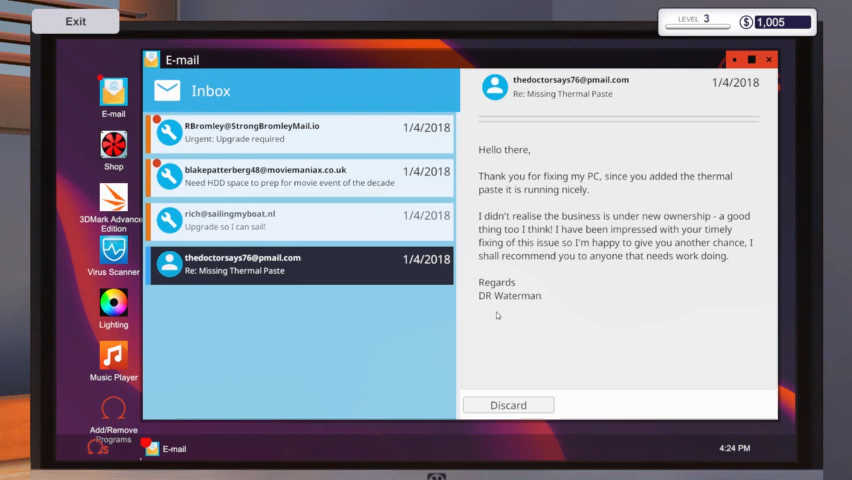 Exit
LEVEL 3
$ 1,005
E-mail
Inbox
RBromley@StrongBromleyMail.io 1/4/2018
Urgent: Upgrade required
blakepatterberg48@moviemaniax.co.uk 1/4/2018
Need HDD space to prep for movie event of the decade
rich@sailingmyboat.nl 1/4/2018
Upgrade so I can sail!
thedoctorsays76@pmail.com 1/4/2018
Re: Missing Thermal Paste
thedoctorsays76@pmail.com 1/4/2018
Re: Missing Thermal Paste
Hello there,
Thank you for fixing my PC, since you added the thermal
paste it is running nicely.
I didn't realise the business is under new ownership - a good
thing too I think! I have been impressed with your timely
fixing of this issue so I'm happy to give you another chance, I
shall recommend you to anyone that needs work doing.
Regards
DR Waterman
Discard
E-mail
Shop
3DMark Advance
Edition
Virus Scanner
Lighting
Music Player
Add/Remove
Programs
E-mail
4:24 PM